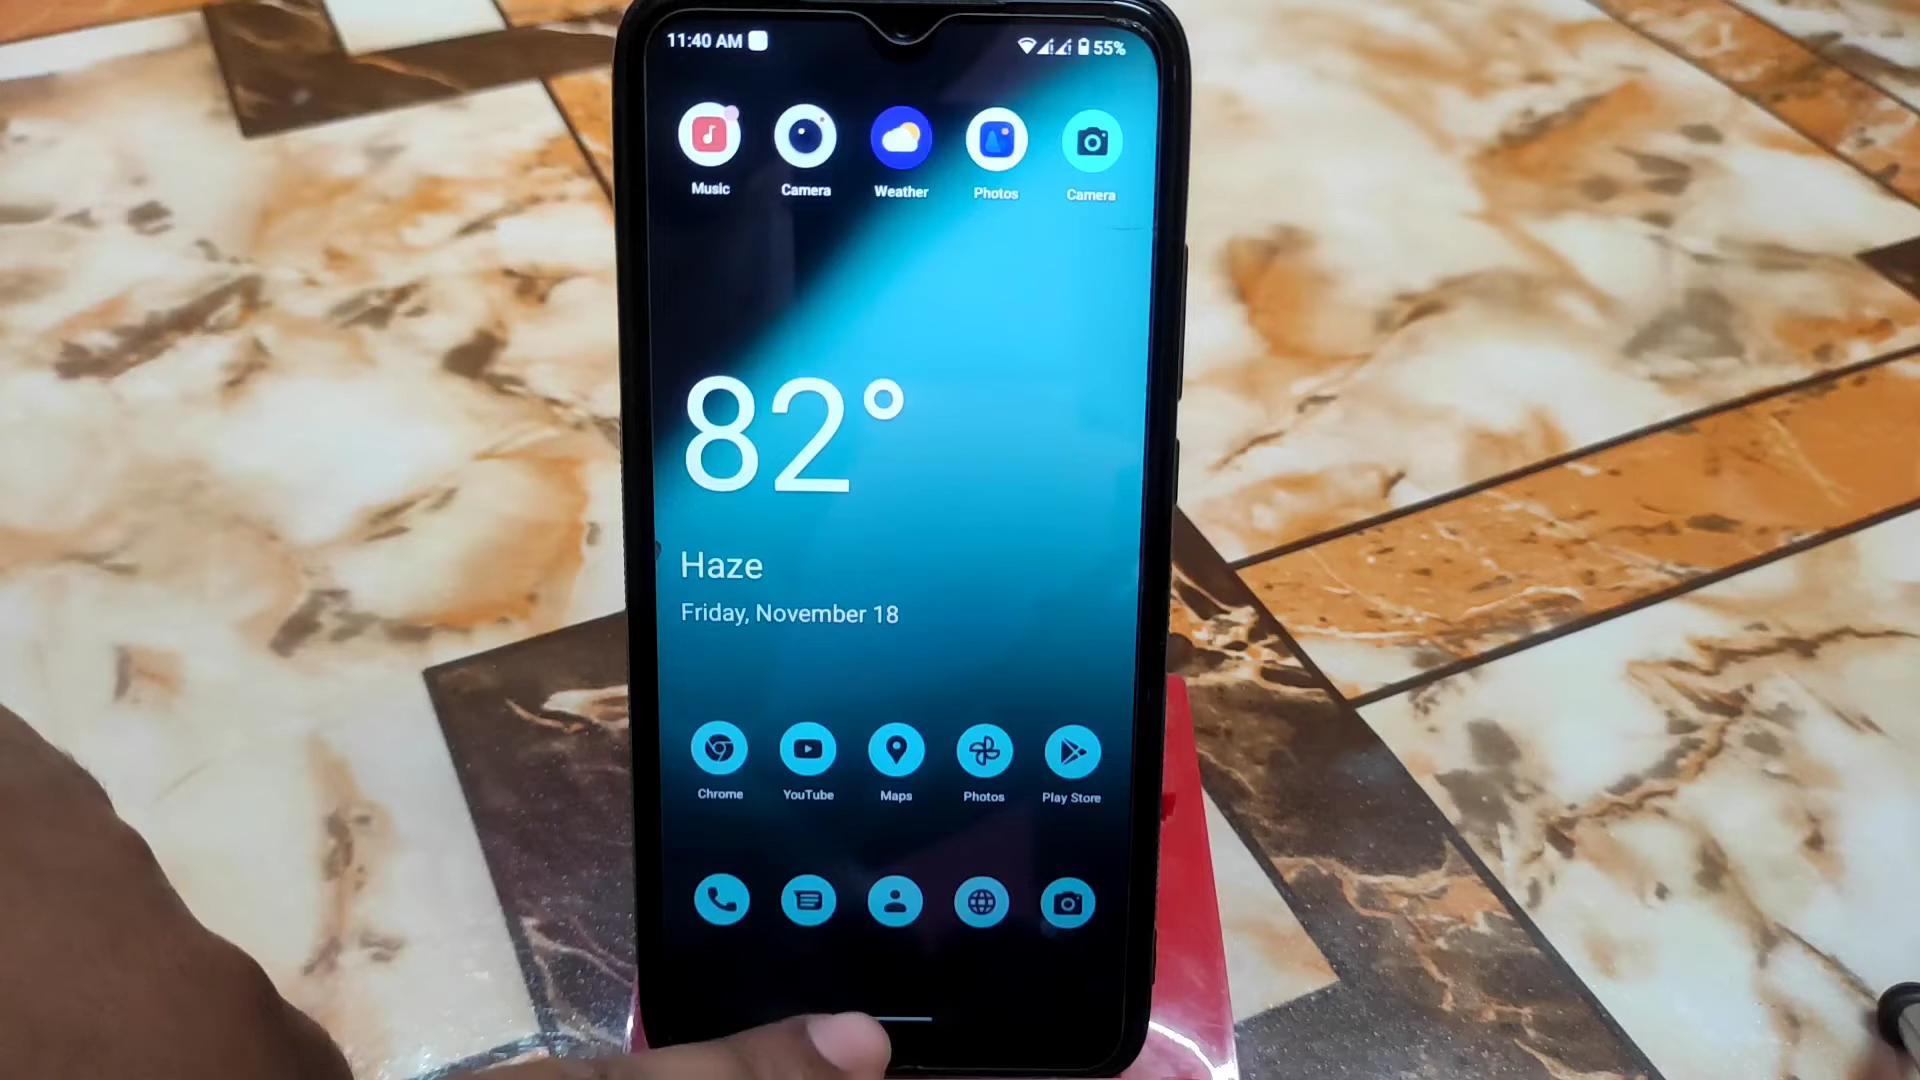 11:40 AM
55%
Music Camera Weather Photos Camera
82°
Haze
Friday, November 18
Chrome YouTube Maps Photos Play Store